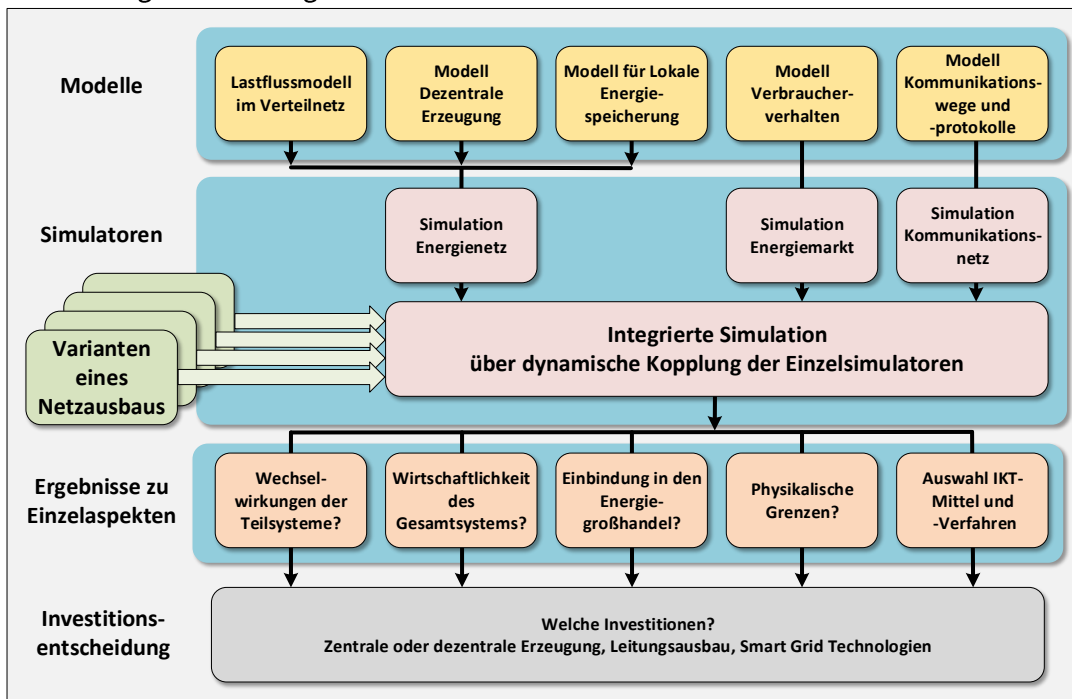 Modelle
Lastflussmodell
im Verteilnetz
Modell
Dezentrale
Erzeugung
Modell für Lokale
Energie-
speicherung
Modell
Verbraucher-
verhalten
Modell
Kommunikations-
wege und
-protokolle
Simulatoren
Simulation
Energienetz
Simulation
Energiemarkt
Simulation
Kommunikations-
netz
Varianten
eines
Netzausbaus
Integrierte Simulation
über dynamische Kopplung der Einzelsimulatoren
Ergebnisse zu
Einzelaspekten
Wechsel-
wirkungen der
Teilsysteme?
Wirtschaftlichkeit
des
Gesamtsystems?
Einbindung in den
Energie-
großhandel?
Physikalische
Grenzen?
Auswahl IKT-
Mittel und
-Verfahren
Investitions-
entscheidung
Welche Investitionen?
Zentrale oder dezentrale Erzeugung, Leitungsausbau, Smart Grid Technologien